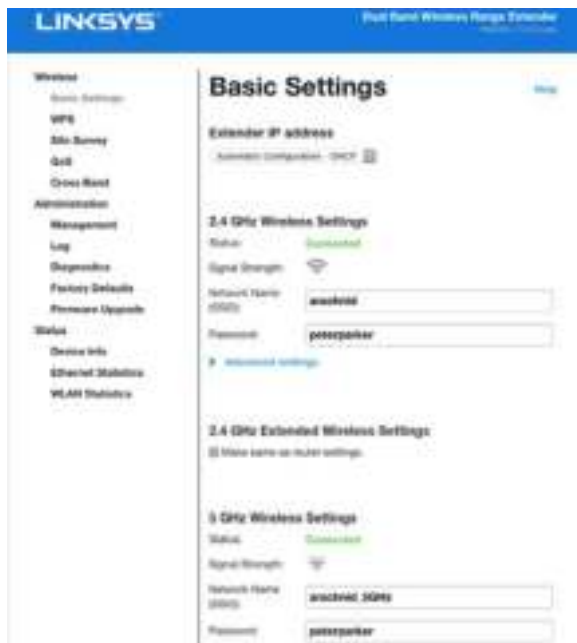 LINKSYS
Dual Band Wireless Range Extender
Wireless
Basic Settings
Basic Settings
Help
WPS
Site Survey
QoS
Cross Band
Administration
Management
Log
Diagnostics
Factory Defaults
Firmware Upgrade
Status
Device Info
Ethernet Statistics
WLAN Statistics
Extender IP address
Automatic Configuration - DHCP
2.4 GHz Wireless Settings
Status: Connected
Signal Strength:
Network Name
(SSID): arachnid
Password: peterparker
Advanced settings
2.4 GHz Extended Wireless Settings
Make same as router settings.
5 GHz Wireless Settings
Status: Connected
Signal Strength:
Network Name
(SSID): arachnid_5GHz
Password: peterparker